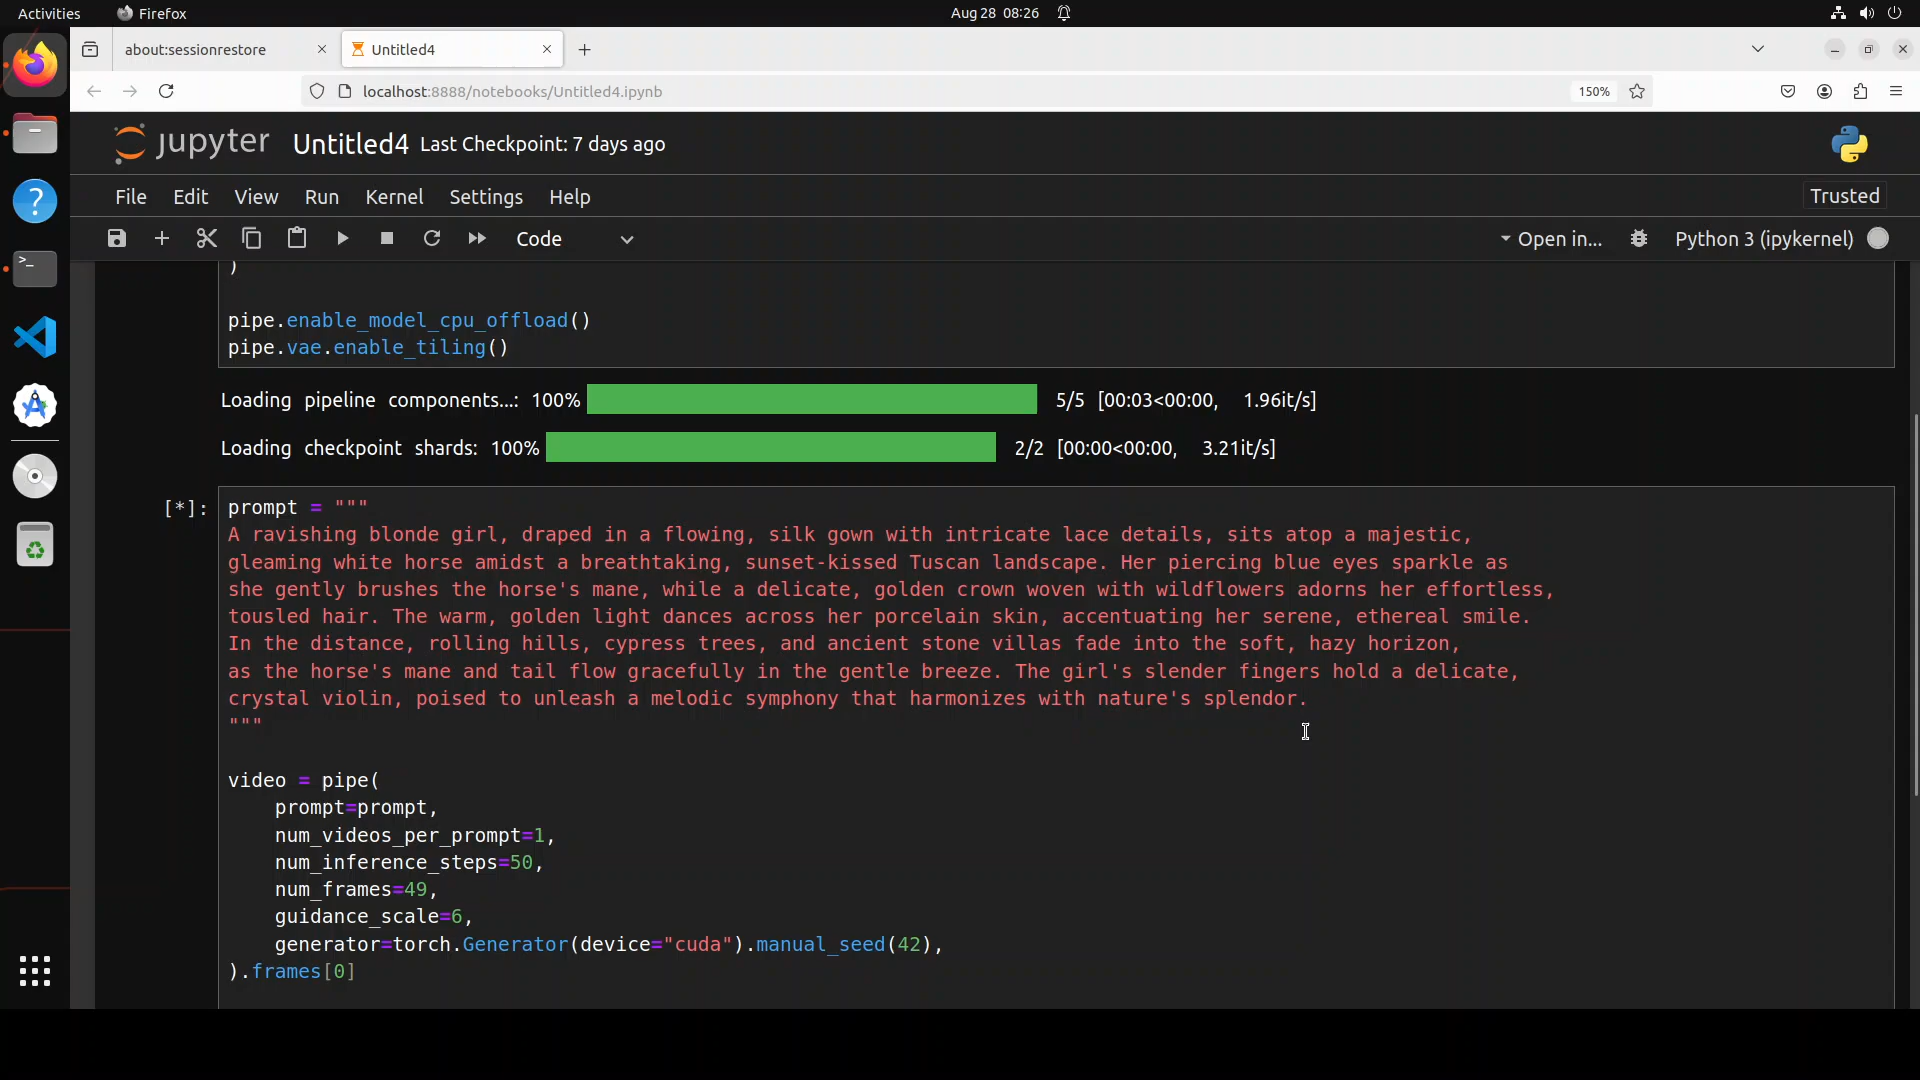 Activities Firefox Aug 28 08:26
about:sessionrestore Untitled4
localhost:8888/notebooks/Untitled4.ipynb 150%
jupyter Untitled4 Last Checkpoint: 7 days ago
File Edit View Run Kernel Settings Help Trusted
Code Open in... Python 3 (ipykernel)
)
pipe.enable_model_cpu_offload()
pipe.vae.enable_tiling()
Loading pipeline components...: 100% 5/5 [00:03<00:00, 1.96it/s]
Loading checkpoint shards: 100% 2/2 [00:00<00:00, 3.21it/s]
[*]: prompt = """
A ravishing blonde girl, draped in a flowing, silk gown with intricate lace details, sits atop a majestic,
gleaming white horse amidst a breathtaking, sunset-kissed Tuscan landscape. Her piercing blue eyes sparkle as
she gently brushes the horse's mane, while a delicate, golden crown woven with wildflowers adorns her effortless,
tousled hair. The warm, golden light dances across her porcelain skin, accentuating her serene, ethereal smile.
In the distance, rolling hills, cypress trees, and ancient stone villas fade into the soft, hazy horizon,
as the horse's mane and tail flow gracefully in the gentle breeze. The girl's slender fingers hold a delicate,
crystal violin, poised to unleash a melodic symphony that harmonizes with nature's splendor.
"""
video = pipe(
    prompt=prompt,
    num_videos_per_prompt=1,
    num_inference_steps=50,
    num_frames=49,
    guidance_scale=6,
    generator=torch.Generator(device="cuda").manual_seed(42),
).frames[0]